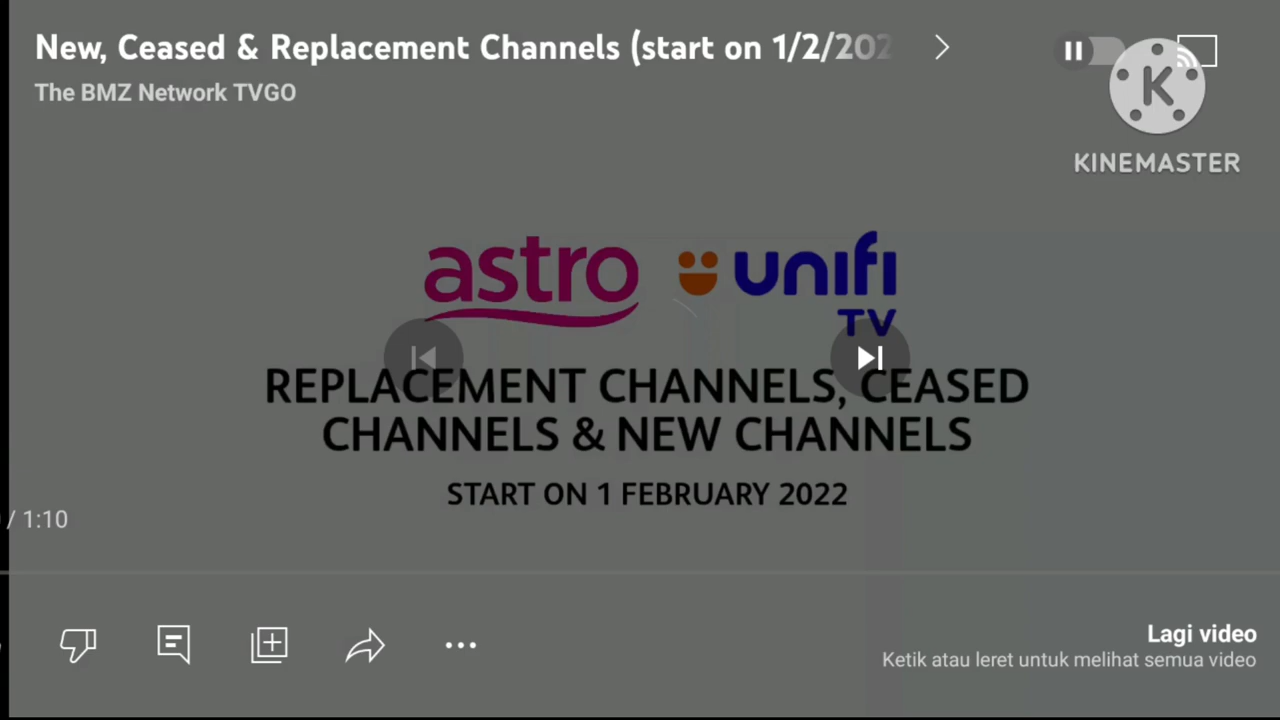 New, Ceased & Replacement Channels (start on 1/2/202
The BMZ Network TVGO
K
KINEMASTER
astro
unifi
TV
REPLACEMENT CHANNELS, CEASED
CHANNELS & NEW CHANNELS
START ON 1 FEBRUARY 2022
/ 1:10
Lagi video
Ketik atau leret untuk melihat semua video